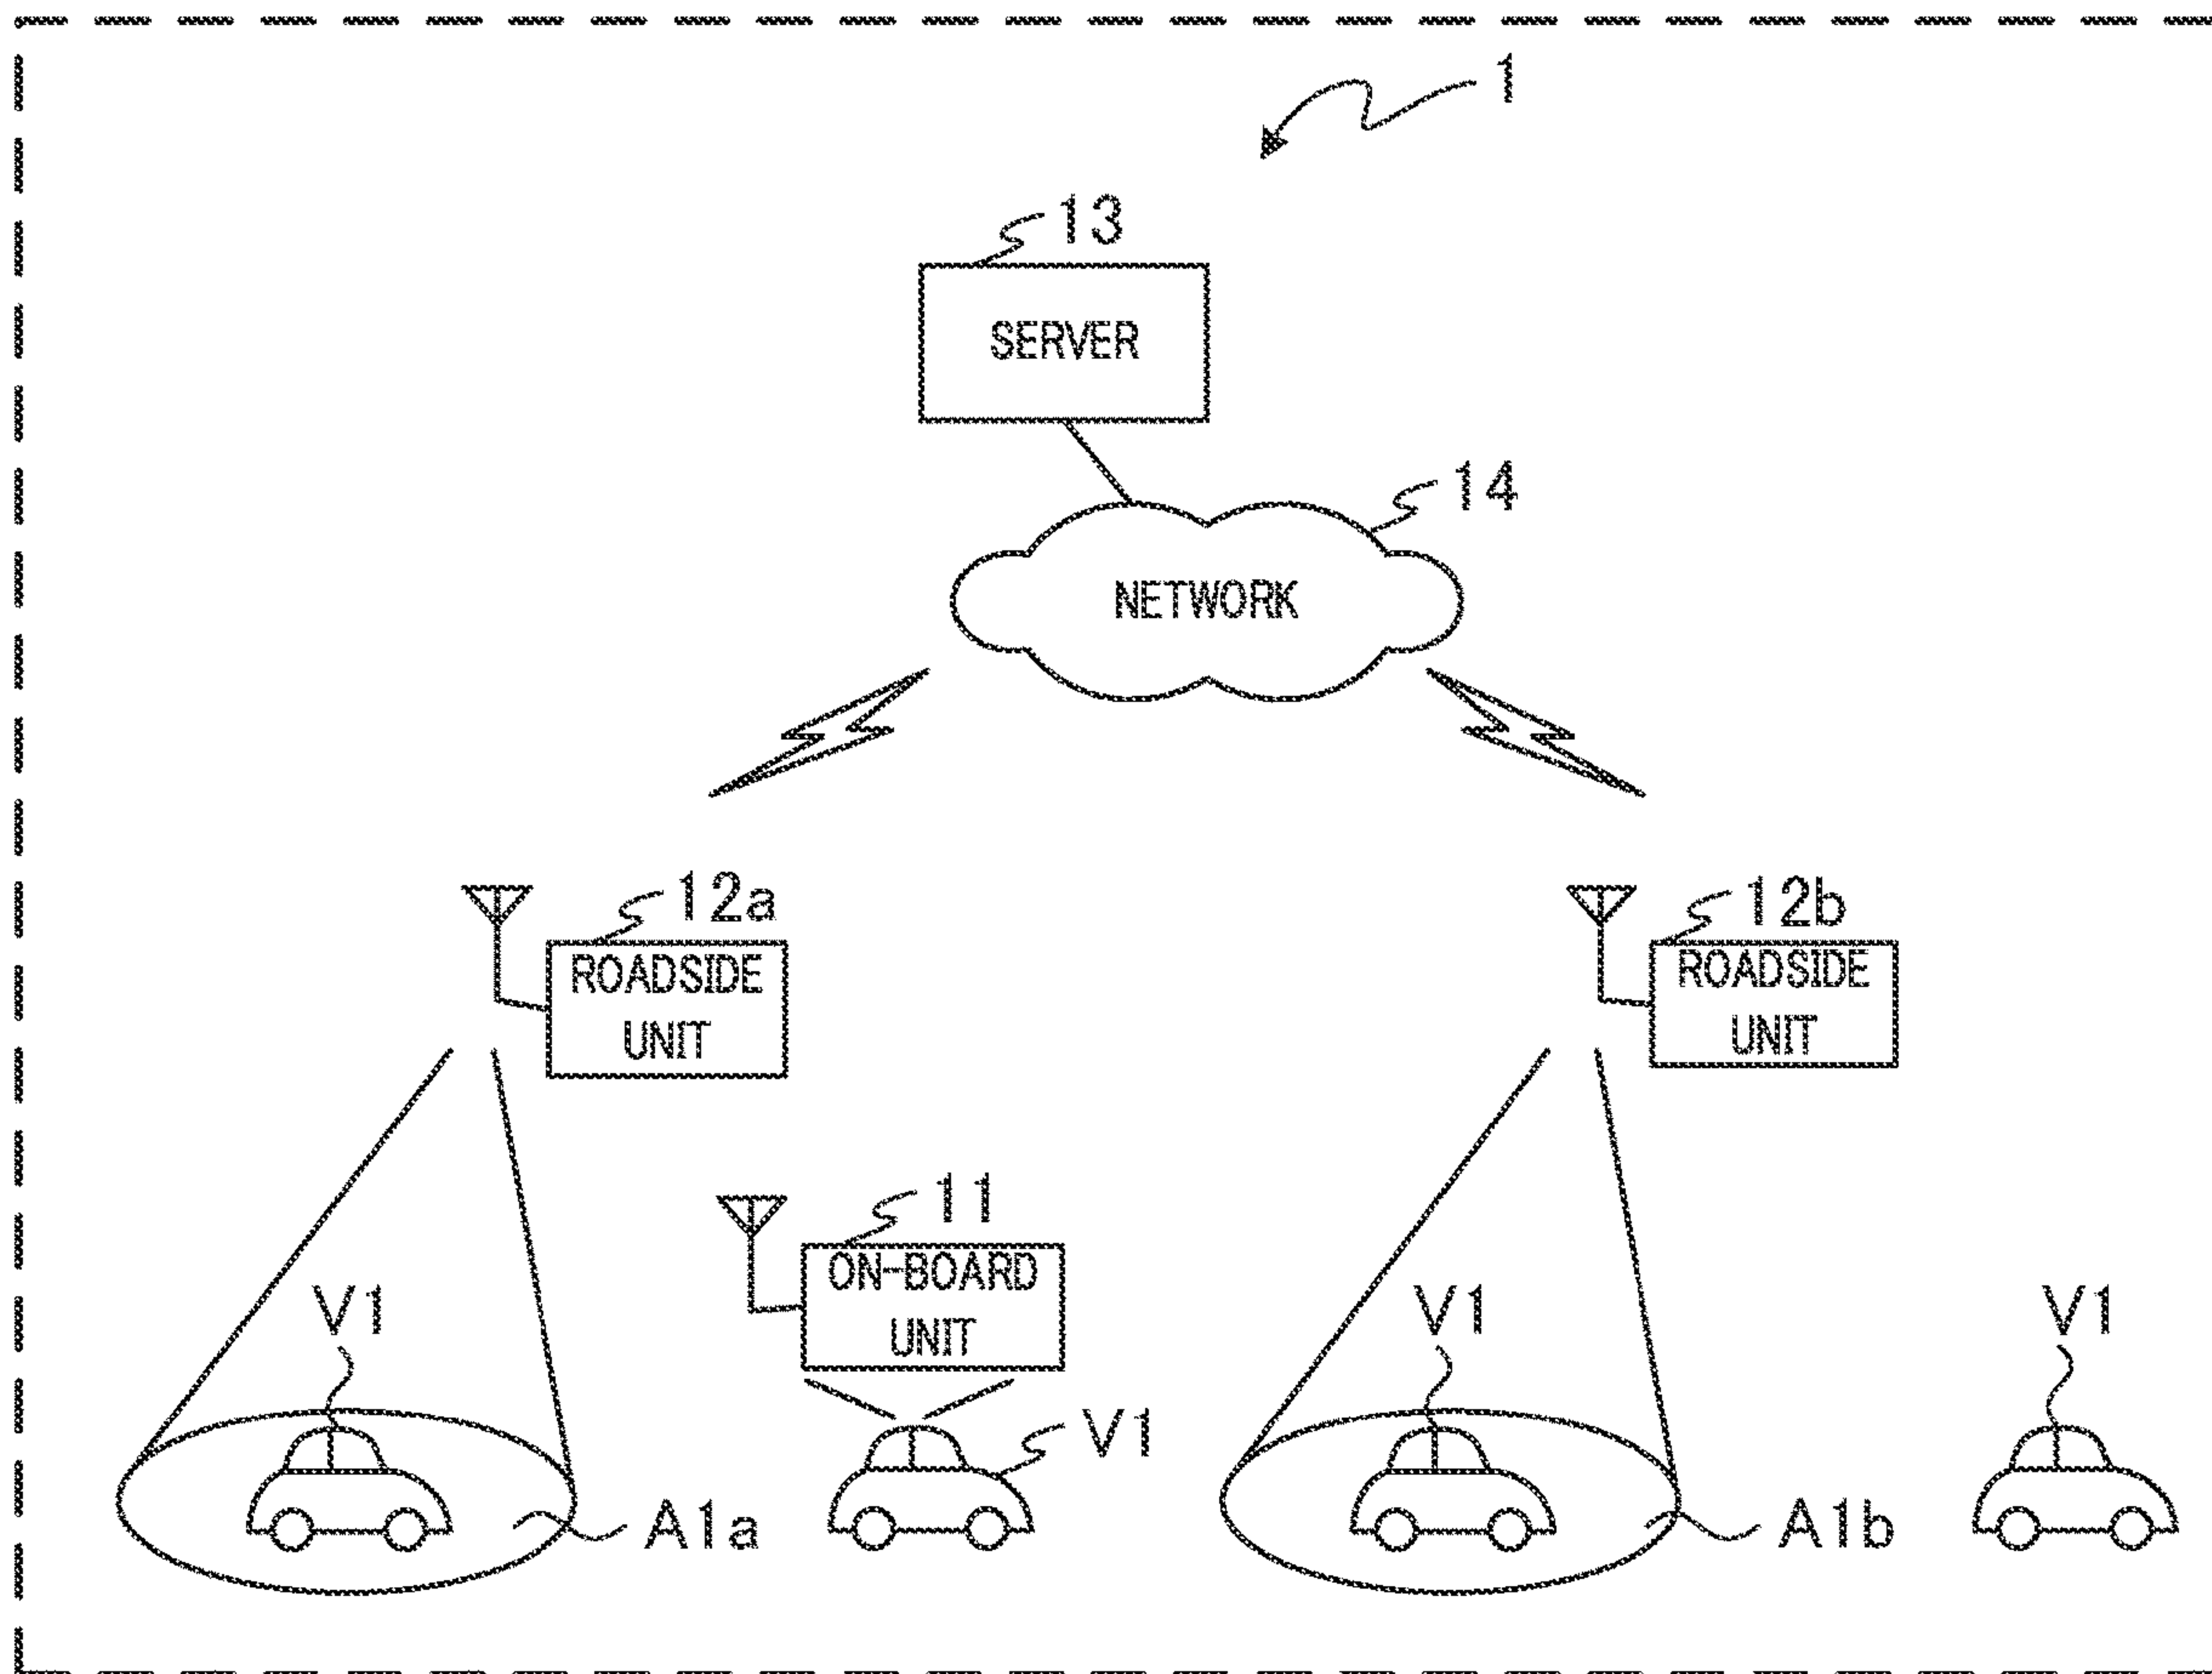 1
13
SERVER
14
NETWORK
12a
ROADSIDE
UNIT
12b
ROADSIDE
UNIT
11
ON-BOARD
UNIT
V1
V1
V1
V1
A1a
A1b